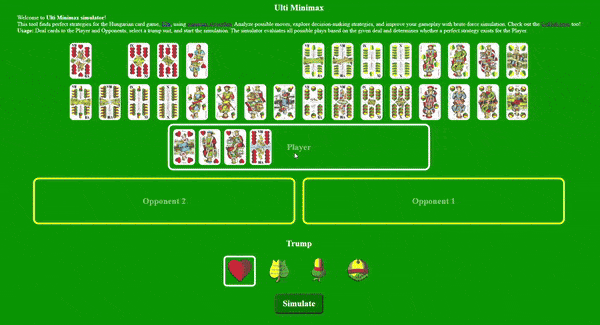 Ulti Minimax
Welcome to Ulti Minimax simulator!
This tool finds perfect strategies for the Hungarian card game, using Analyze possible moves, explore decision-making strategies, and improve your gameplay with brute-force simulation. Check out the too!
Usage: Deal cards to the Player and Opponents, select a trump suit, and start the simulation. The simulator evaluates all possible plays based on the given deal and determines whether a perfect strategy exists for the Player.
Player
Opponent 2
Opponent 1
Trump
Simulate